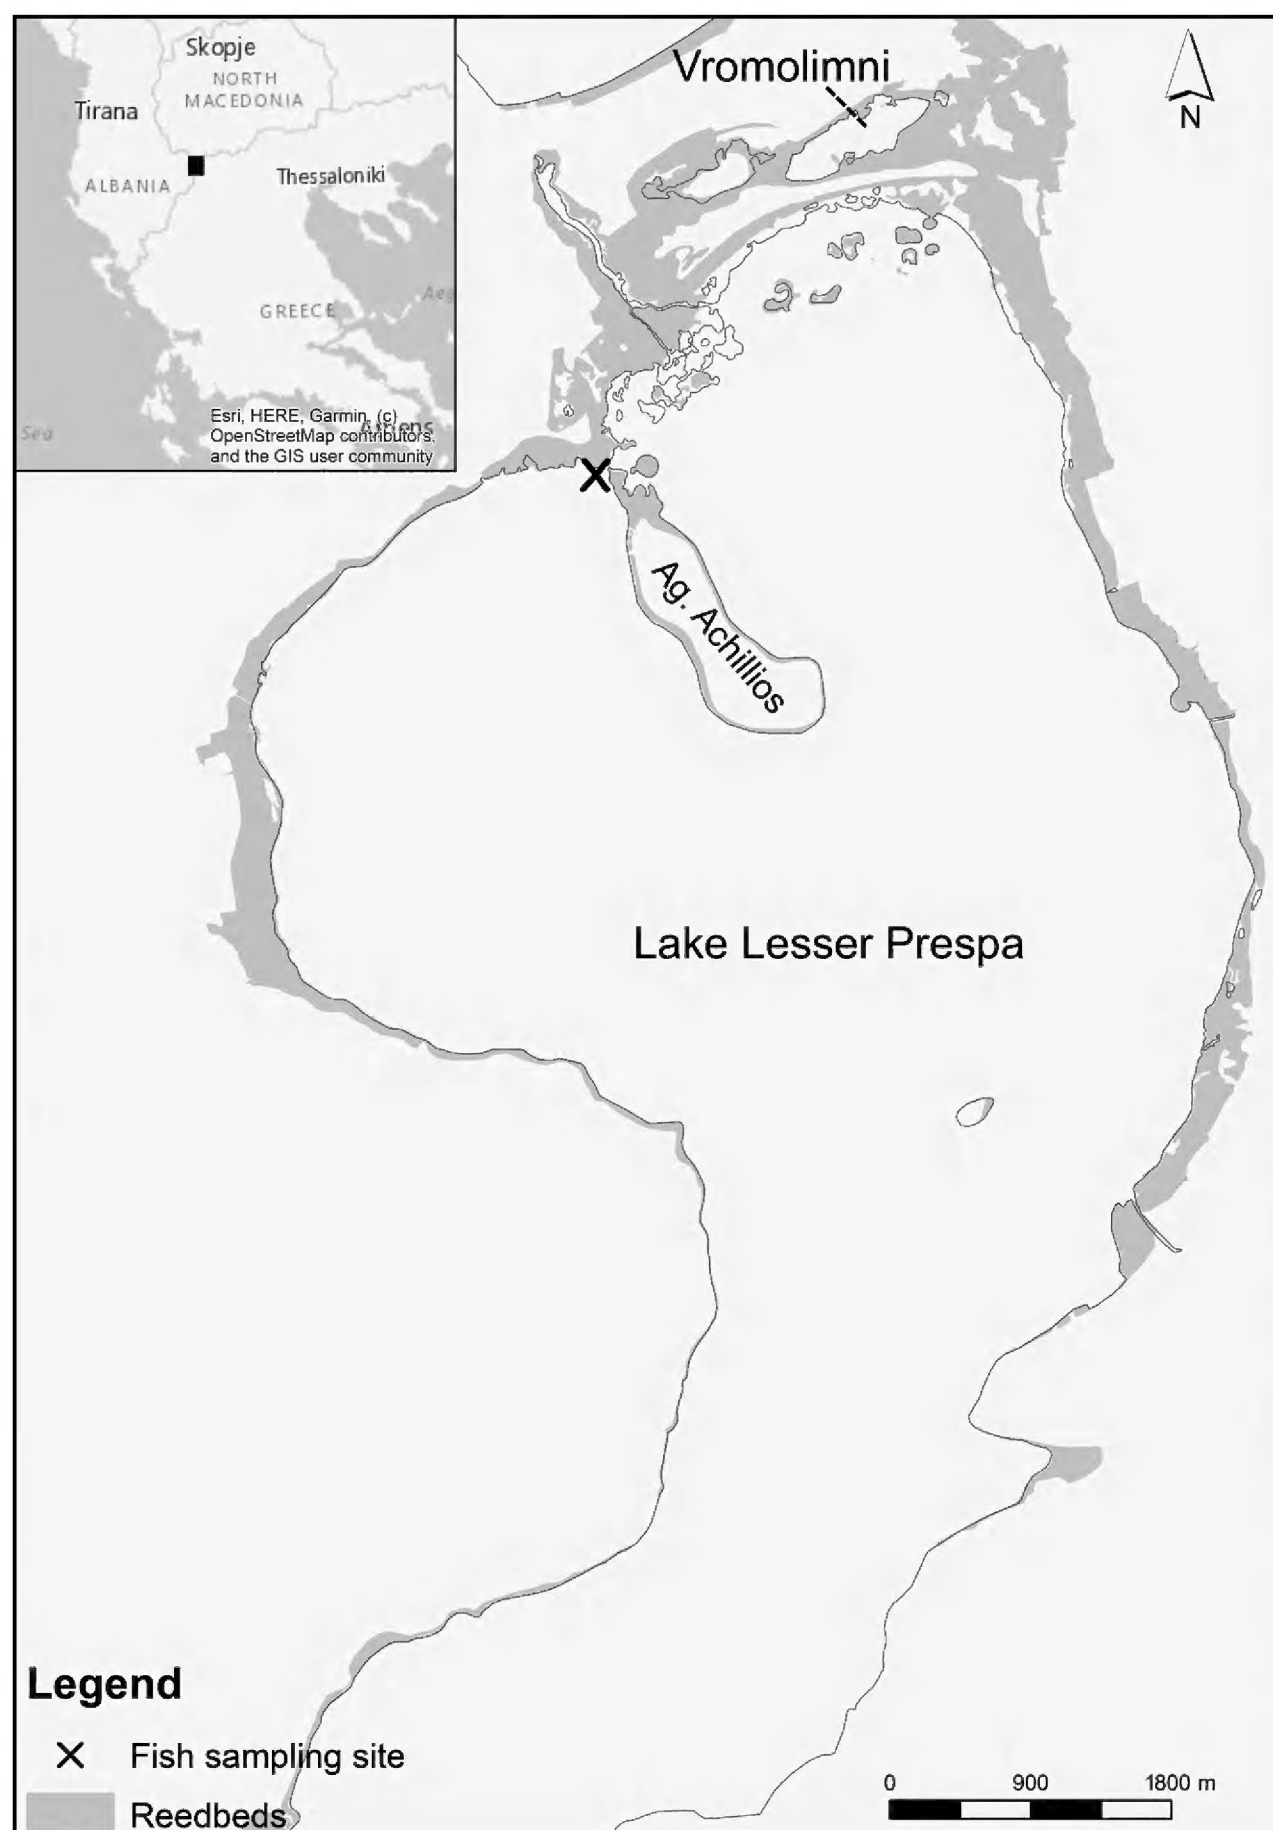 Skopje
NORTH
MACEDONIA
Tirana
ALBANIA
Thessaloniki
GREECE
Sea
Esri, HERE, Garmin, (c)
OpenStreetMap contributors,
and the GIS user community
Athens
Vromolimni
N
Ag. Achillios
Lake Lesser Prespa
Legend
Fish sampling site
Reedbeds
0 900 1800 m